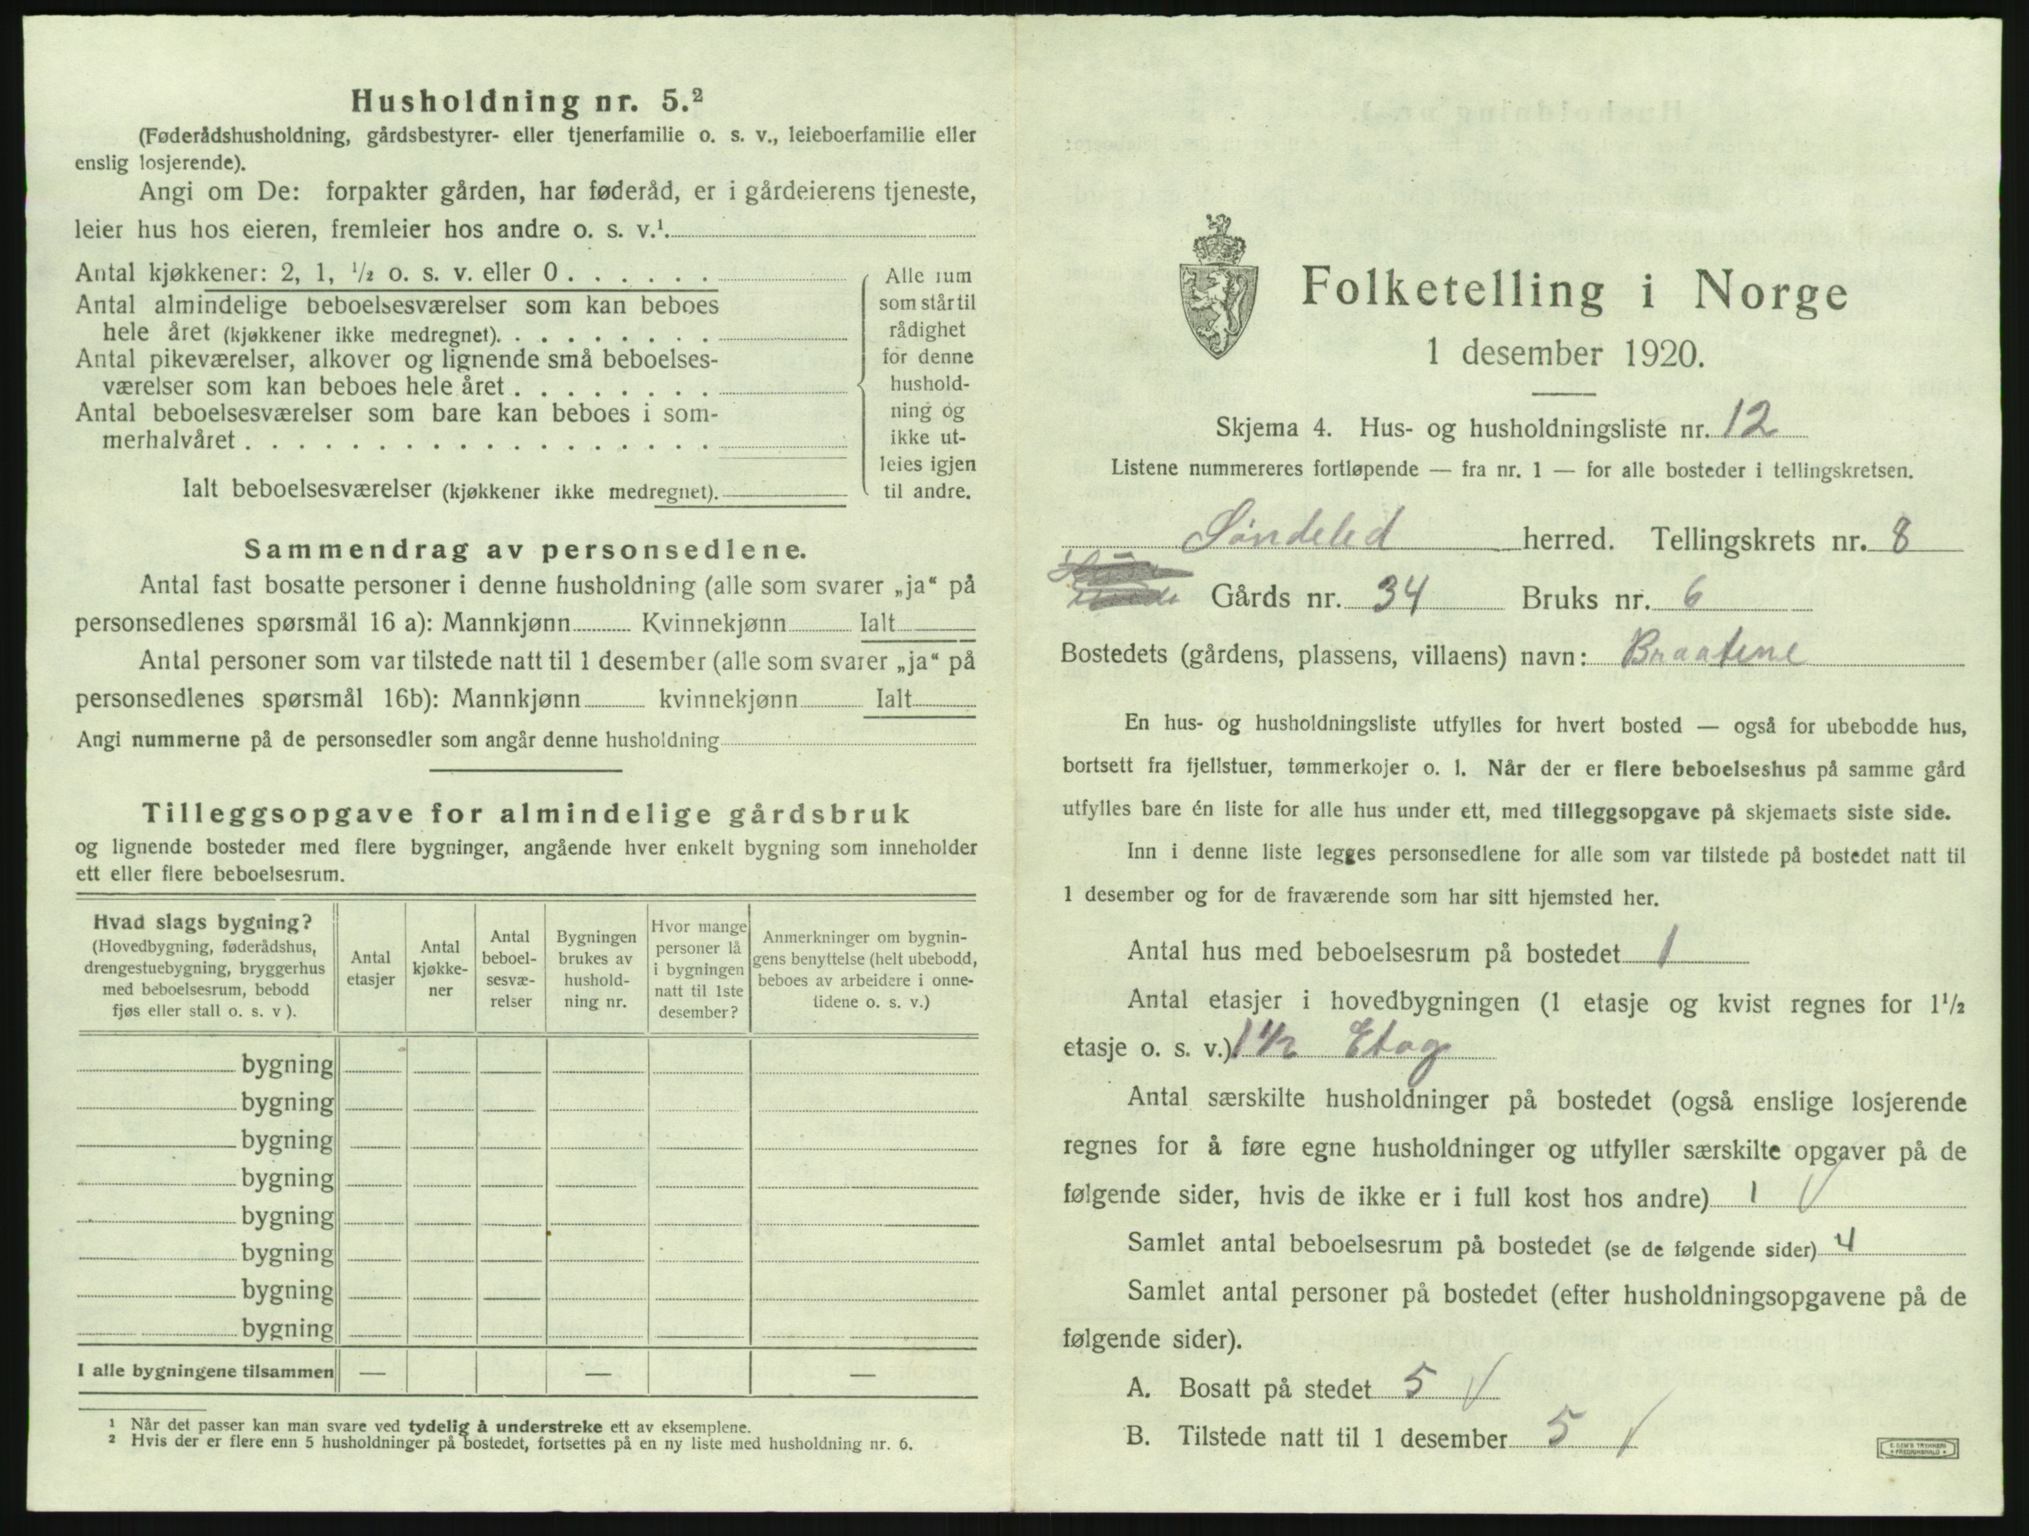 Husholdning nr. 5.²
(Føderådshusholdning, gårdsbestyrer- eller tjenerfamilie o. s. v., leieboerfamilie eller
enslig losjerende).
Angi om De: forpakter gården, har føderåd, er i gårdeierens tjeneste,
leier hus hos eieren, fremleier hos andre o. s. v.¹.
Antal kjøkkener: 2, 1, ½ o. s. v. eller 0 . . . . . .
Antal almindelige beboelsesværelser som kan beboes
hele året (kjøkkener ikke medregnet). . . . . . . . .
Antal pikeværelser, alkover og lignende små beboelses-
værelser som kan beboes hele året . . . . . . . .
Antal beboelsesværelser som bare kan beboes i som-
merhalvåret . . . . . . . . . . . . . . . . . .
Ialt beboelsesværelser (kjøkkener ikke medregnet).
Alle rum
som står til
rådighet
for denne
hushold-
ning og
ikke ut-
leies igjen
til andre.
Sammendrag av personsedlene.
Antal fast bosatte personer i denne husholdning (alle som svarer „ja“ på
personsedlenes spørsmål 16 a): Mannkjønn Kvinnekjønn Ialt
Antal personer som var tilstede natt til 1 desember (alle som svarer „ja“ på
personsedlenes spørsmål 16b): Mannkjønn kvinnekjønn Ialt
Angi nummerne på de personsedler som angår denne husholdning
Tilleggsopgave for almindelige gårdsbruk
og lignende bosteder med flere bygninger, angående hver enkelt bygning som inneholder
ett eller flere beboelsesrum.
Hvad slags bygning?
(Hovedbygning, føderådshus,
drengestuebygning, bryggerhus
med beboelsesrum, bebodd
fjøs eller stall o. s. v ).
Antal
etasjer
Antal
kjøkke-
ner
Antal
beboel-
sesvæ-
relser
Bygningen
brukes av
hushold-
ning nr.
Hvor mange
personer lå
i bygningen
natt til 1ste
desember?
Anmerkninger om bygnin-
gens benyttelse (helt ubebodd,
beboes av arbeidere i onne-
tidene o. s. v.)
bygning
bygning
bygning
bygning
bygning
bygning
bygning
bygning
I alle bygningene tilsammen — — —
¹ Når det passer kan man svare ved tydelig å understreke ett av eksemplene.
² Hvis der er flere enn 5 husholdninger på bostedet, fortsettes på en ny liste med husholdning nr. 6.
Folketelling i Norge
1 desember 1920.
Skjema 4. Hus- og husholdningsliste nr. 12
Listene nummereres fortløpende — fra nr. 1 — for alle bosteder i tellingskretsen.
Søndeled herred. Tellingskrets nr. 8
Gårds nr. 34 Bruks nr. 6
Bostedets (gårdens, plassens, villaens) navn: Braatene
En hus- og husholdningsliste utfylles for hvert bosted — også for ubebodde hus,
bortsett fra fjellstuer, tømmerkojer o. l. Når der er flere beboelseshus på samme gård
utfylles bare én liste for alle hus under ett, med tilleggsopgave på skjemaets siste side.
Inn i denne liste legges personsedlene for alle som var tilstede på bostedet natt til
1 desember og for de fraværende som har sitt hjemsted her.
Antal hus med beboelsesrum på bostedet 1
Antal etasjer i hovedbygningen (1 etasje og kvist regnes for 1½
etasje o. s. v.) 1½ Etag
Antal særskilte husholdninger på bostedet (også enslige losjerende
regnes for å føre egne husholdninger og utfyller særskilte opgaver på de
følgende sider, hvis de ikke er i full kost hos andre) 1 √
Samlet antal beboelsesrum på bostedet (se de følgende sider) 4
Samlet antal personer på bostedet (efter husholdningsopgavene på de
følgende sider).
A. Bosatt på stedet 5 √
B. Tilstede natt til 1 desember 5 √